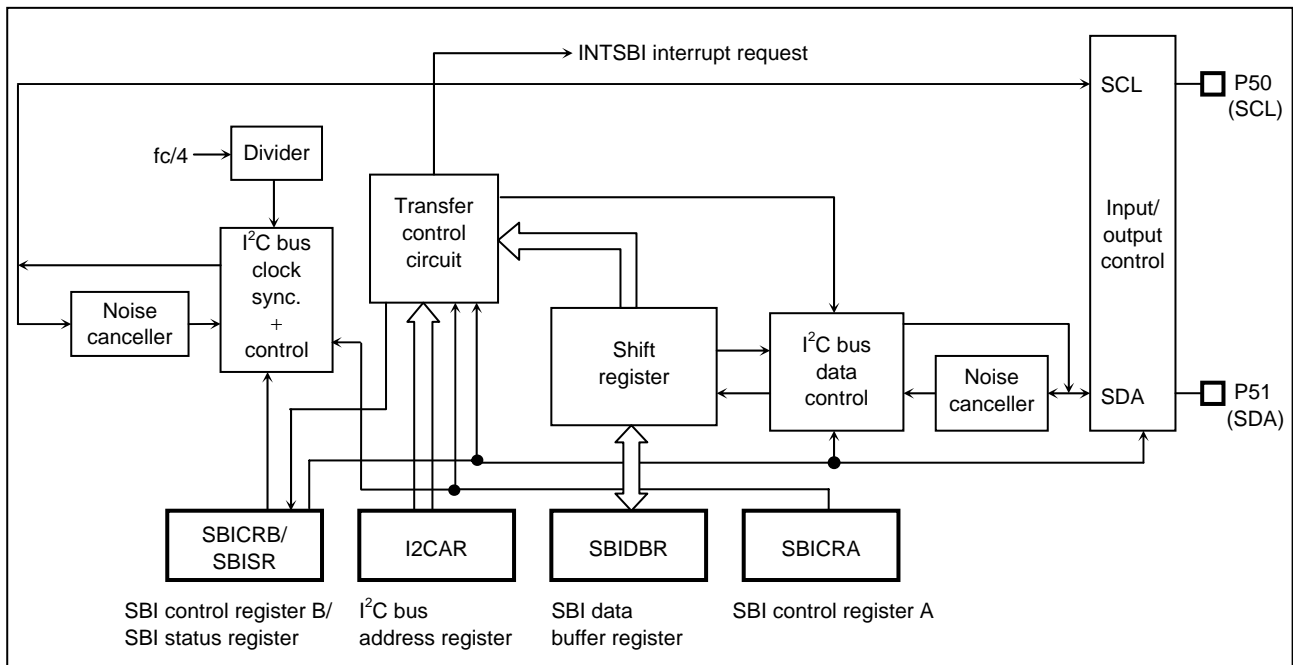 INTSBI interrupt request
SCL
P50
(SCL)
fc/4
Divider
Transfer
control
circuit
Input/
output
control
I²C bus
clock
sync.
+
control
Noise
canceller
Shift
register
I²C bus
data
control
Noise
canceller
SDA
P51
(SDA)
SBICRB/
SBISR
I2CAR
SBIDBR
SBICRA
SBI control register B/
SBI status register
I²C bus
address register
SBI data
buffer register
SBI control register A